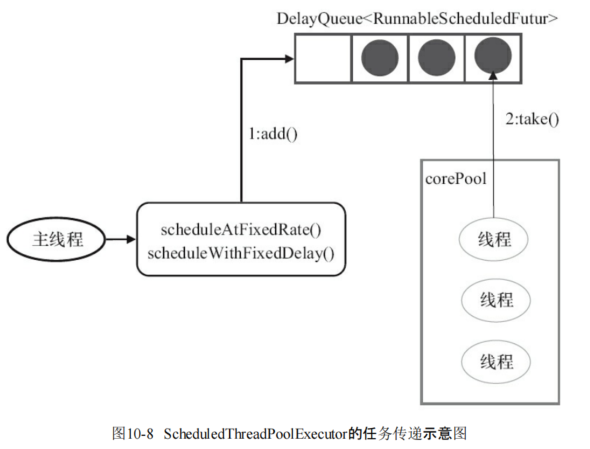 DelayQueue<RunnableScheduledFutur>
1:add()
2:take()
corePool
主线程
scheduleAtFixedRate()
scheduleWithFixedDelay()
线程
线程
线程
图10-8 ScheduledThreadPoolExecutor的任务传递示意图